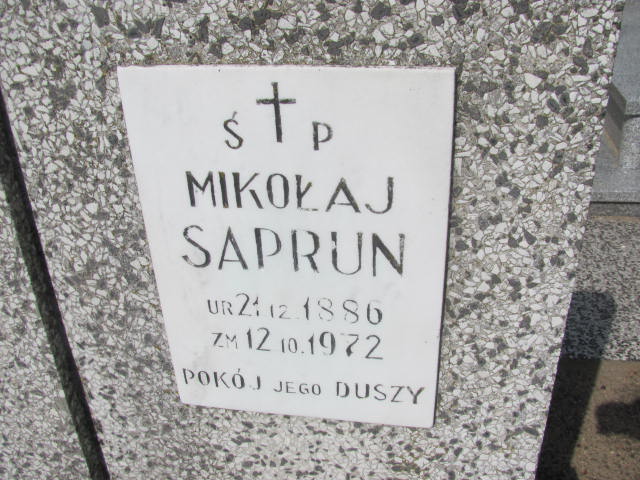 Ś P
MIKOŁAJ
SAPRUN
UR 21 12. 1886
ZM 12 10. 1972
POKÓJ JEGO DUSZY